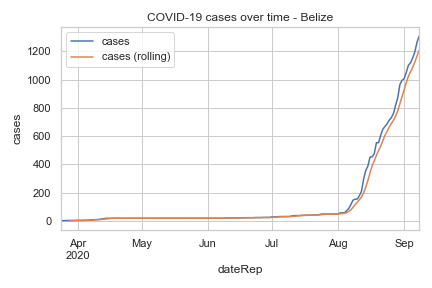 COVID-19 cases over time - Belize
cases
cases (rolling)
1200
1000
800
600
400
200
0
cases
Apr
2020
May
Jun
Jul
Aug
Sep
dateRep